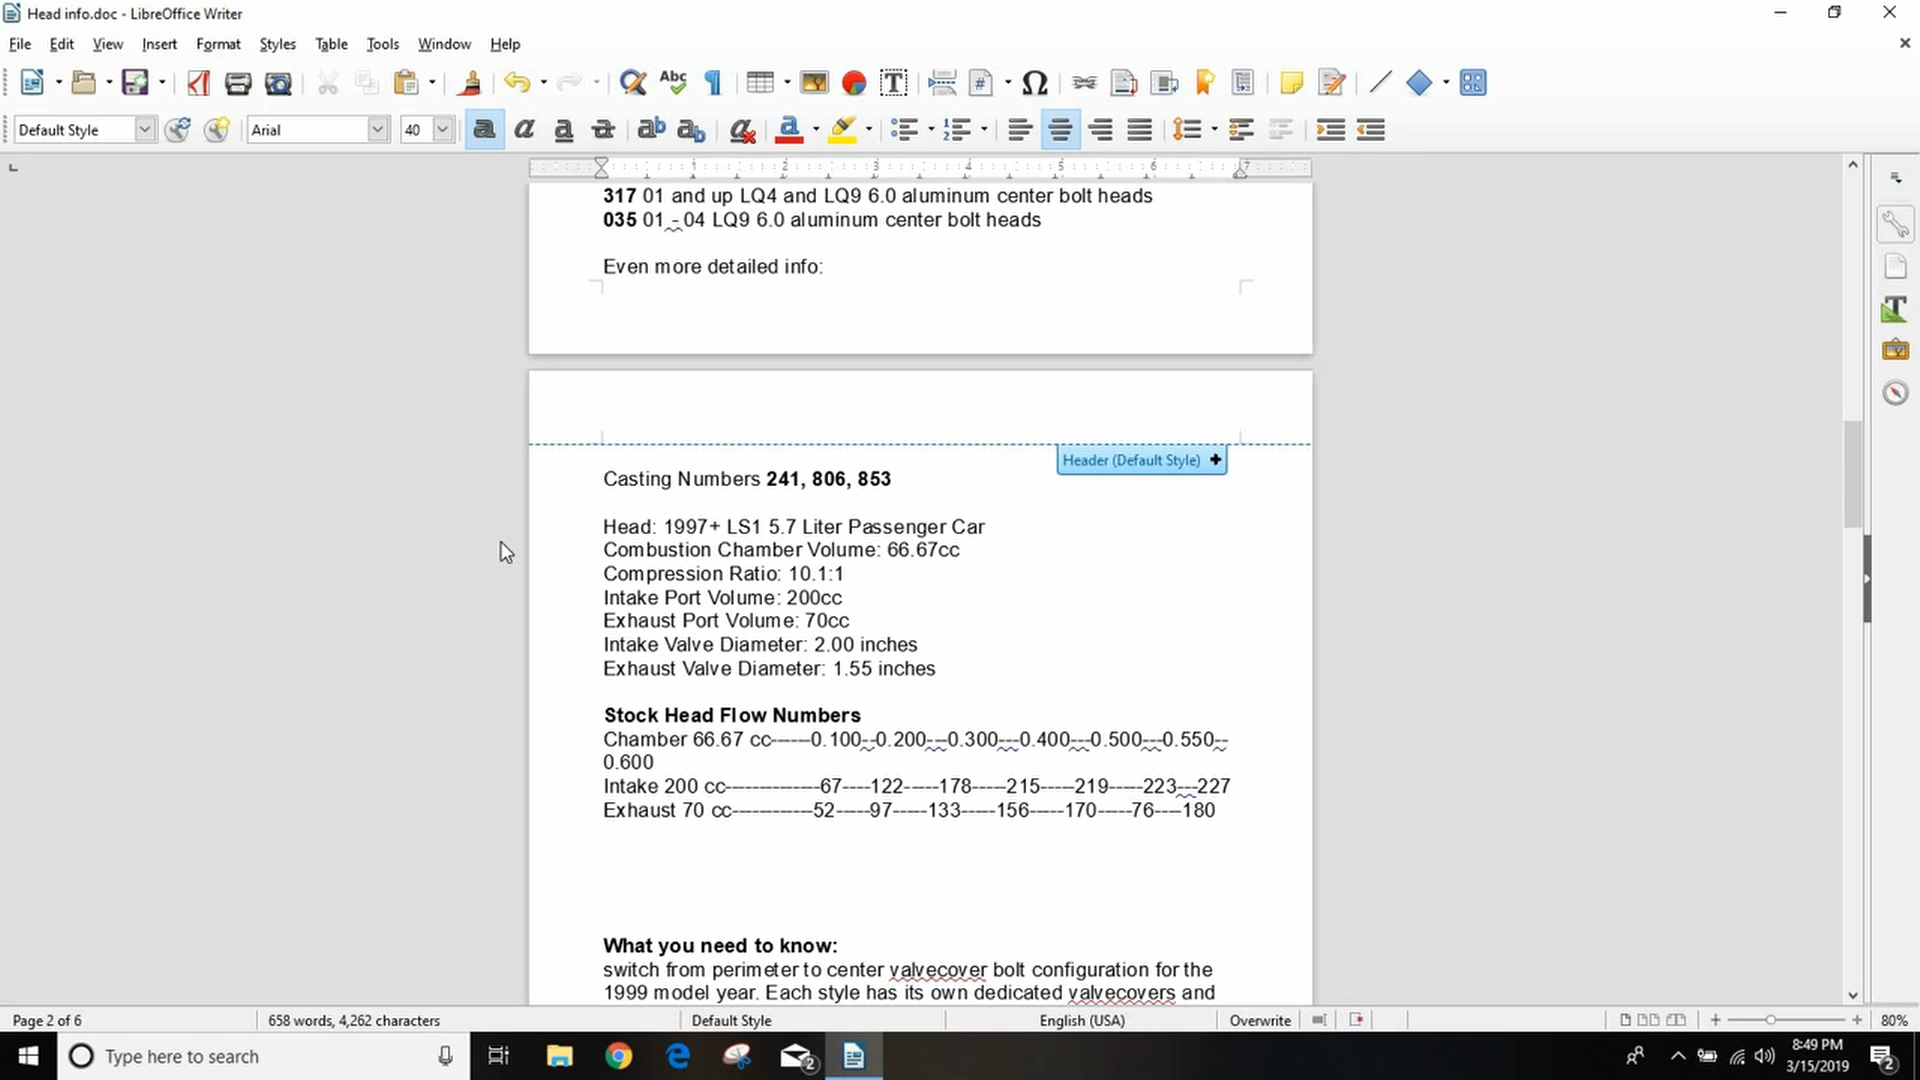 Head info.doc - LibreOffice Writer
File Edit View Insert Format Styles Table Tools Window Help
Default Style Arial 40
1 2 3 4 5 6 7
317 01 and up LQ4 and LQ9 6.0 aluminum center bolt heads
035 01 - 04 LQ9 6.0 aluminum center bolt heads
Even more detailed info:
Header (Default Style) +
Casting Numbers 241, 806, 853
Head: 1997+ LS1 5.7 Liter Passenger Car
Combustion Chamber Volume: 66.67cc
Compression Ratio: 10.1:1
Intake Port Volume: 200cc
Exhaust Port Volume: 70cc
Intake Valve Diameter: 2.00 inches
Exhaust Valve Diameter: 1.55 inches
Stock Head Flow Numbers
Chamber 66.67 cc------0.100--0.200---0.300---0.400---0.500---0.550--
0.600
Intake 200 cc--------------67----122-----178-----215-----219-----223---227
Exhaust 70 cc------------52-----97-----133-----156-----170-----76----180
What you need to know:
switch from perimeter to center valvecover bolt configuration for the
1999 model year. Each style has its own dedicated valvecovers and
Page 2 of 6 658 words, 4,262 characters Default Style English (USA) Overwrite 80%
Type here to search 2 8:49 PM
3/15/2019 2